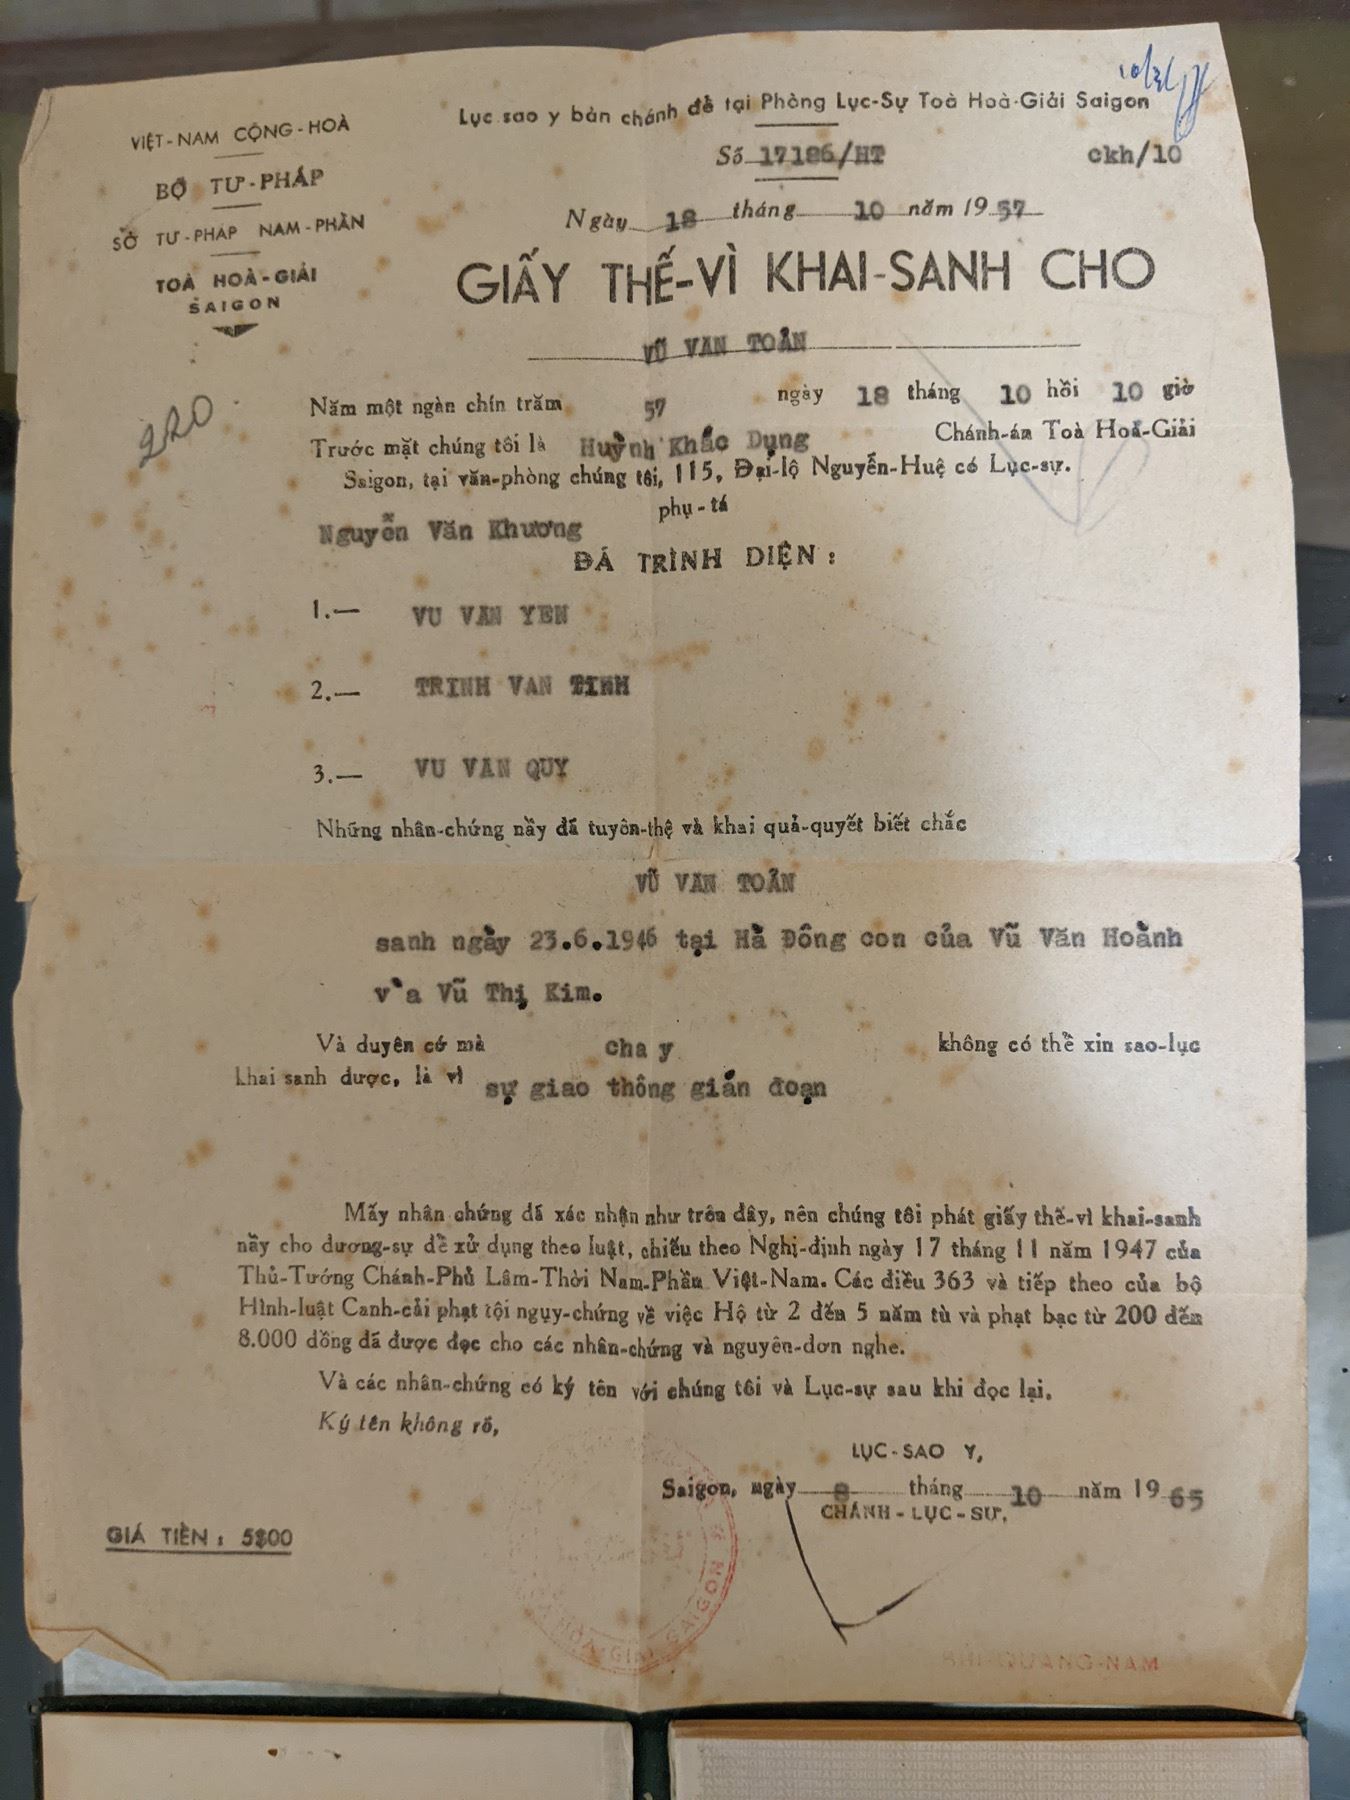 VIỆT-NAM CỘNG-HOÀ
BỘ TƯ-PHÁP
SỞ TƯ-PHÁP NAM-PHẦN
TOÀ HOÀ-GIẢI
SAIGON
220
Lục sao y bản chánh để tại Phòng Lục-Sự Toà Hoà-Giải Saigon
Số 17186/HT ckh/10
Ngày 18 tháng 10 năm 1957
GIẤY THẾ-VÌ KHAI-SANH CHO
VŨ VAN TOÂN
Năm một ngàn chín trăm 57 ngày 18 tháng 10 hồi 10 giờ
Trước mặt chúng tôi là Huỳnh Khắc Dụng Chánh-án Toà Hoà-Giải
Saigon, tại văn-phòng chúng tôi, 115, Đại-lộ Nguyễn-Huệ có Lục-sự.
phụ-tá
Nguyễn Văn Khương
ĐÃ TRÌNH DIỆN :
1.— VU VAN YEN
2.— TRINH VAN TINH
3.— VU VAN QUY
Những nhân-chứng nầy đã tuyên-thệ và khai quả-quyết biết chắc
VŨ VAN TOÂN
sanh ngày 23.6.1946 tại Hà Đông con của Vũ Văn Hoành
v`a Vũ Thị Kim.
Và duyên cớ mà cha y không có thể xin sao-lục
khai sanh được, là vì sự giao thông gián đoạn
Mấy nhân chứng đã xác nhận như trên đây, nên chúng tôi phát giấy thế-vì khai-sanh
nầy cho đương-sự để xử dụng theo luật, chiếu theo Nghị-định ngày 17 tháng 11 năm 1947 của
Thủ-Tướng Chánh-Phủ Lâm-Thời Nam-Phần Việt-Nam. Các điều 363 và tiếp theo của bộ
Hình-luật Canh-cải phạt tội ngụy-chứng về việc Hộ từ 2 đến 5 năm tù và phạt bạc từ 200 đến
8.000 đồng đã được đọc cho các nhân-chứng và nguyên-đơn nghe.
Và các nhân-chứng có ký tên với chúng tôi và Lục-sự sau khi đọc lại.
Ký tên không rõ,
LỤC-SAO Y,
Saigon, ngày 8 tháng 10 năm 1965
CHÁNH-LỤC-SỰ,
GIÁ TIỀN : 5$00
HOÀ GIẢI SAIGON
QUANG-NAM